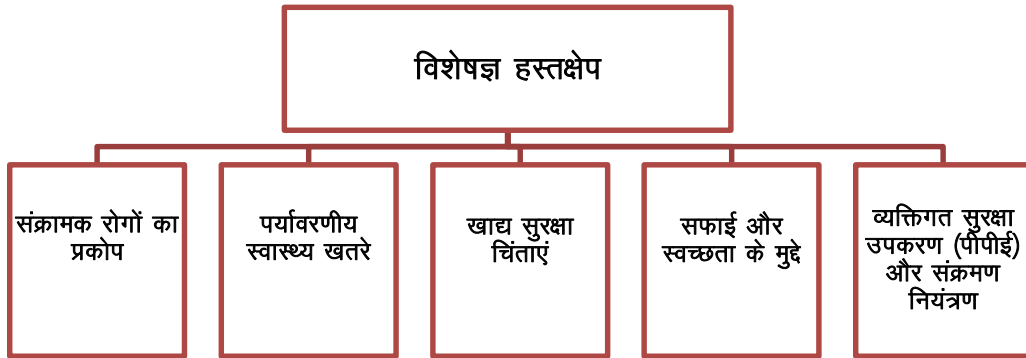 विशेषज्ञ हस्तक्षेप
संक्रामक रोगों का
प्रकोप
पर्यावरणीय
स्वास्थ्य खतरे
खाद्य सुरक्षा
चिंताएं
सफाई और
स्वच्छता के मुद्दे
व्यक्तिगत सुरक्षा
उपकरण (पीपीई)
और संक्रमण
नियंत्रण